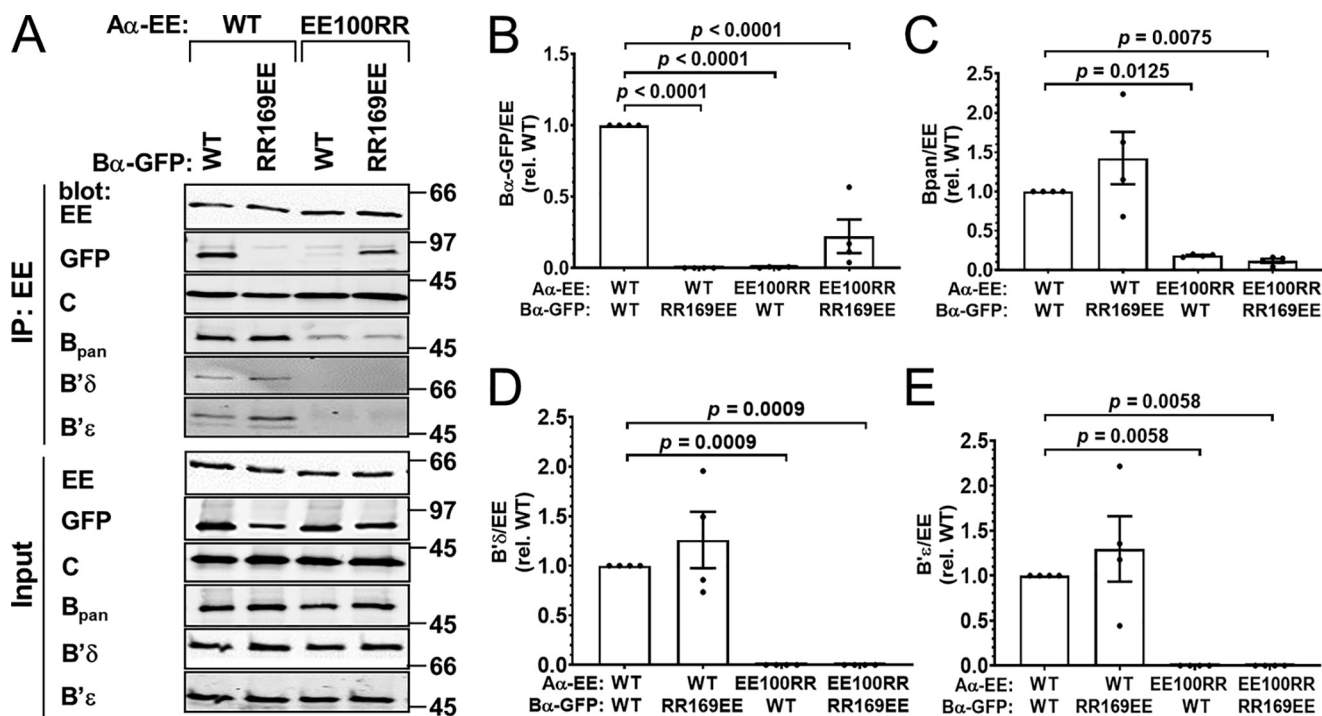 A
Aα-EE: WT EE100RR
Bα-GFP: WT RR169EE WT RR169EE
IP: EE
blot:
EE 66
GFP 97
C 45
Bpan 45
B'δ 66
B'ε 45
Input
EE 66
GFP 97
C 45
Bpan 45
B'δ 66
B'ε 45
B
p < 0.0001
p < 0.0001
p < 0.0001
Bα-GFP/EE
(rel. WT)
1.0
0.5
0.0
Aα-EE: WT WT EE100RR EE100RR
Bα-GFP: WT RR169EE WT RR169EE
C
p = 0.0075
p = 0.0125
Bpan/EE
(rel. WT)
2.5
2.0
1.5
1.0
0.5
0.0
Aα-EE: WT WT EE100RR EE100RR
Bα-GFP: WT RR169EE WT RR169EE
D
p = 0.0009
p = 0.0009
B'δ/EE
(rel. WT)
2.5
2.0
1.5
1.0
0.5
0.0
Aα-EE: WT WT EE100RR EE100RR
Bα-GFP: WT RR169EE WT RR169EE
E
p = 0.0058
p = 0.0058
B'ε/EE
(rel. WT)
2.5
2.0
1.5
1.0
0.5
0.0
Aα-EE: WT WT EE100RR EE100RR
Bα-GFP: WT RR169EE WT RR169EE